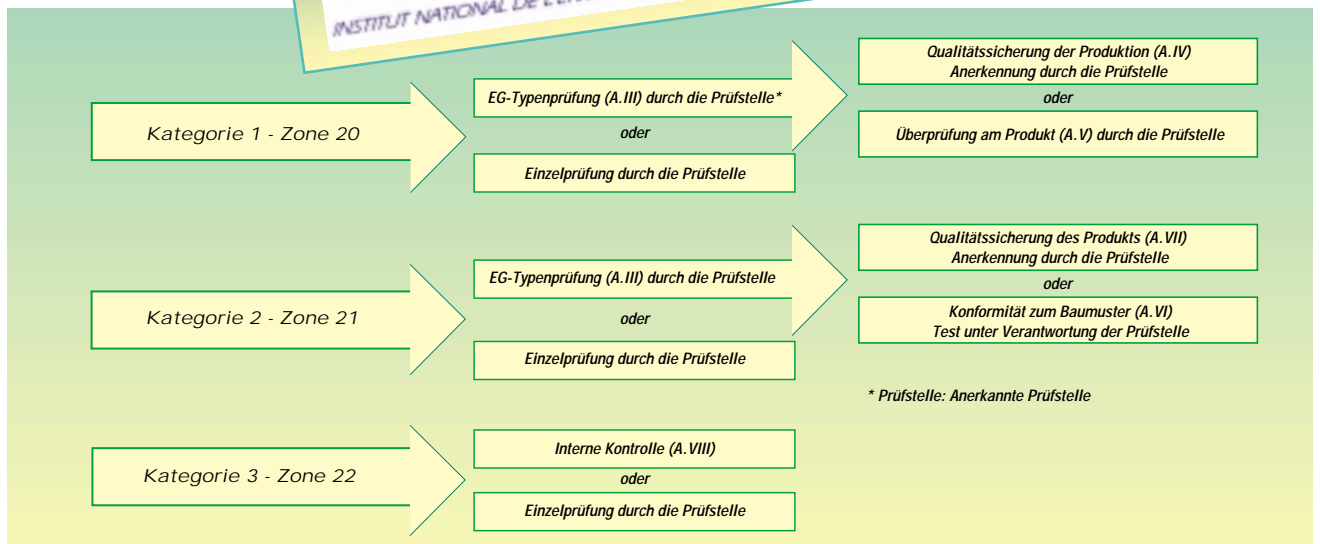 INSTITUT NATIONAL DE
Kategorie 1 - Zone 20
EG-Typenprüfung (A.III) durch die Prüfstelle*
oder
Einzelprüfung durch die Prüfstelle
Qualitätssicherung der Produktion (A.IV)
Anerkennung durch die Prüfstelle
oder
Überprüfung am Produkt (A.V) durch die Prüfstelle
Kategorie 2 - Zone 21
EG-Typenprüfung (A.III) durch die Prüfstelle
oder
Einzelprüfung durch die Prüfstelle
Qualitätssicherung des Produkts (A.VII)
Anerkennung durch die Prüfstelle
oder
Konformität zum Baumuster (A.VI)
Test unter Verantwortung der Prüfstelle
* Prüfstelle: Anerkannte Prüfstelle
Kategorie 3 - Zone 22
Interne Kontrolle (A.VIII)
oder
Einzelprüfung durch die Prüfstelle